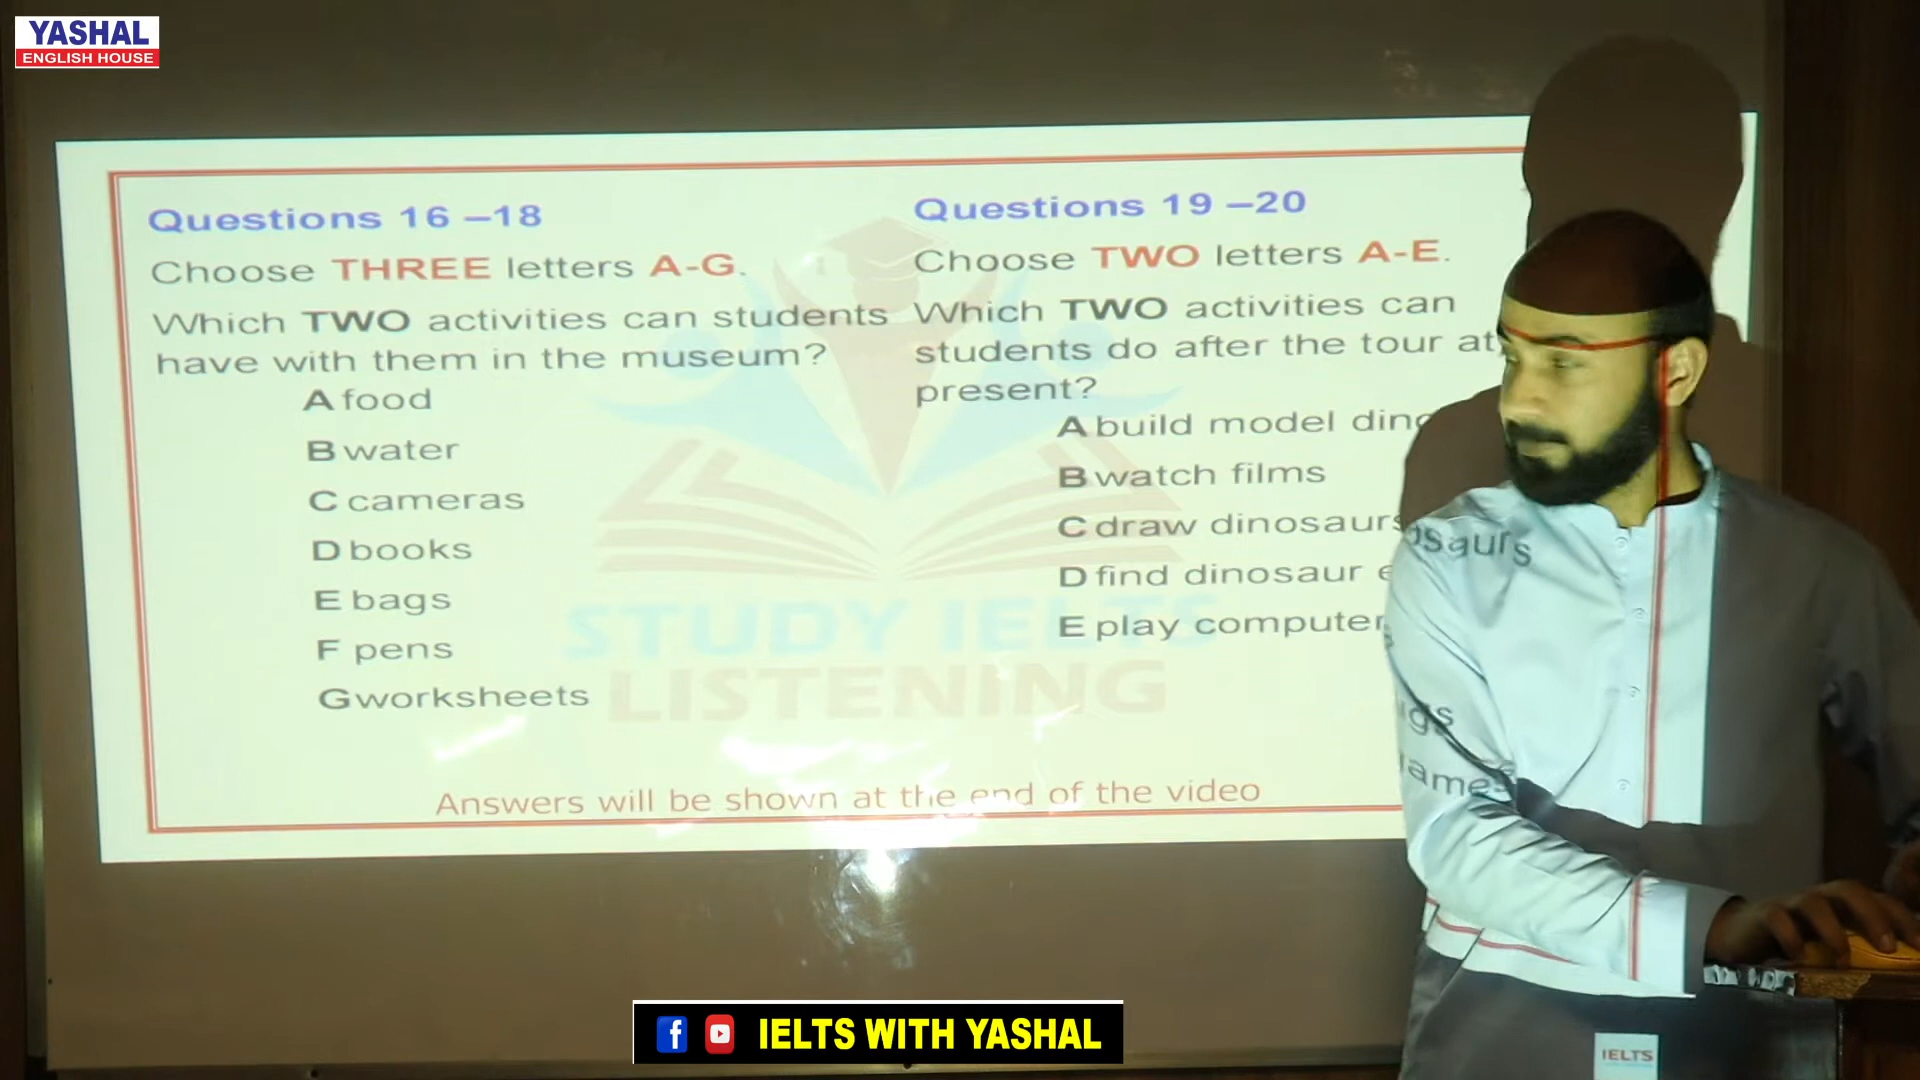 YASHAL
ENGLISH HOUSE
Questions 16 –18
Choose THREE letters A-G.
Which TWO activities can students
have with them in the museum?
A food
B water
C cameras
D books
E bags
F pens
G worksheets
Questions 19 –20
Choose TWO letters A-E.
Which TWO activities can
students do after the tour at
present?
A build model dinosaurs
B watch films
C draw dinosaurs
D find dinosaur eggs
E play computer games
STUDY IELTS
LISTENING
Answers will be shown at the end of the video
IELTS WITH YASHAL
IELTS